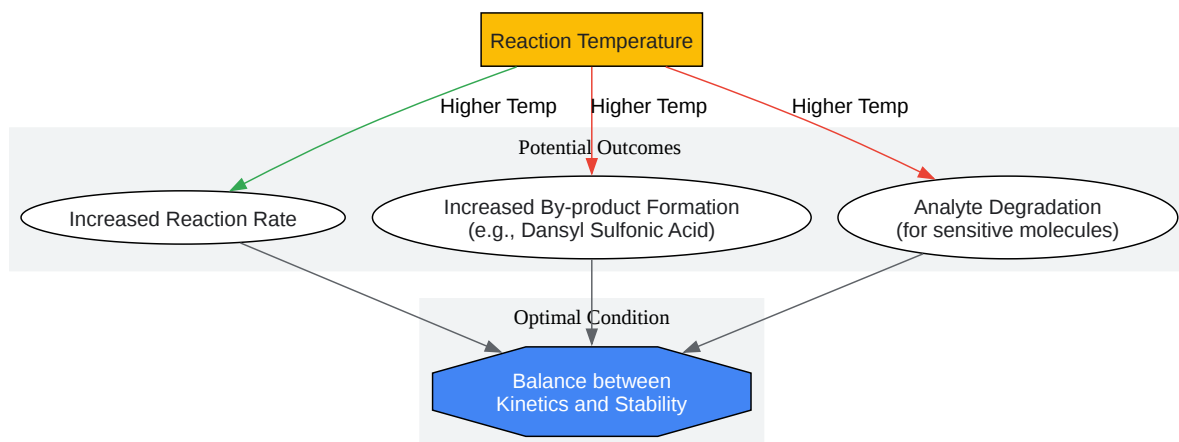 Reaction Temperature
Higher Temp
Higher Temp
Higher Temp
Potential Outcomes
Increased Reaction Rate
Increased By-product Formation
(e.g., Dansyl Sulfonic Acid)
Analyte Degradation
(for sensitive molecules)
Optimal Condition
Balance between
Kinetics and Stability